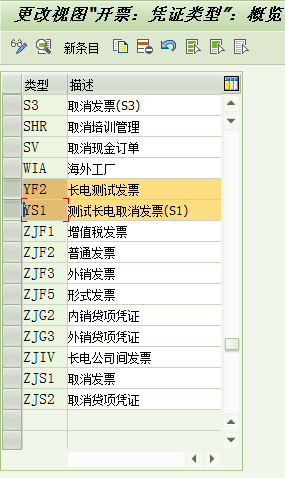 更改视图"开票：凭证类型"：概览
新条目
类型 描述
S3 取消发票(S3)
SHR 取消培训管理
SV 取消现金订单
WIA 海外工厂
YF2 长电测试发票
YS1 测试长电取消发票(S1)
ZJF1 增值税发票
ZJF2 普通发票
ZJF3 外销发票
ZJF5 形式发票
ZJG2 内销贷项凭证
ZJG3 外销贷项凭证
ZJIV 长电公司间发票
ZJS1 取消发票
ZJS2 取消贷项凭证